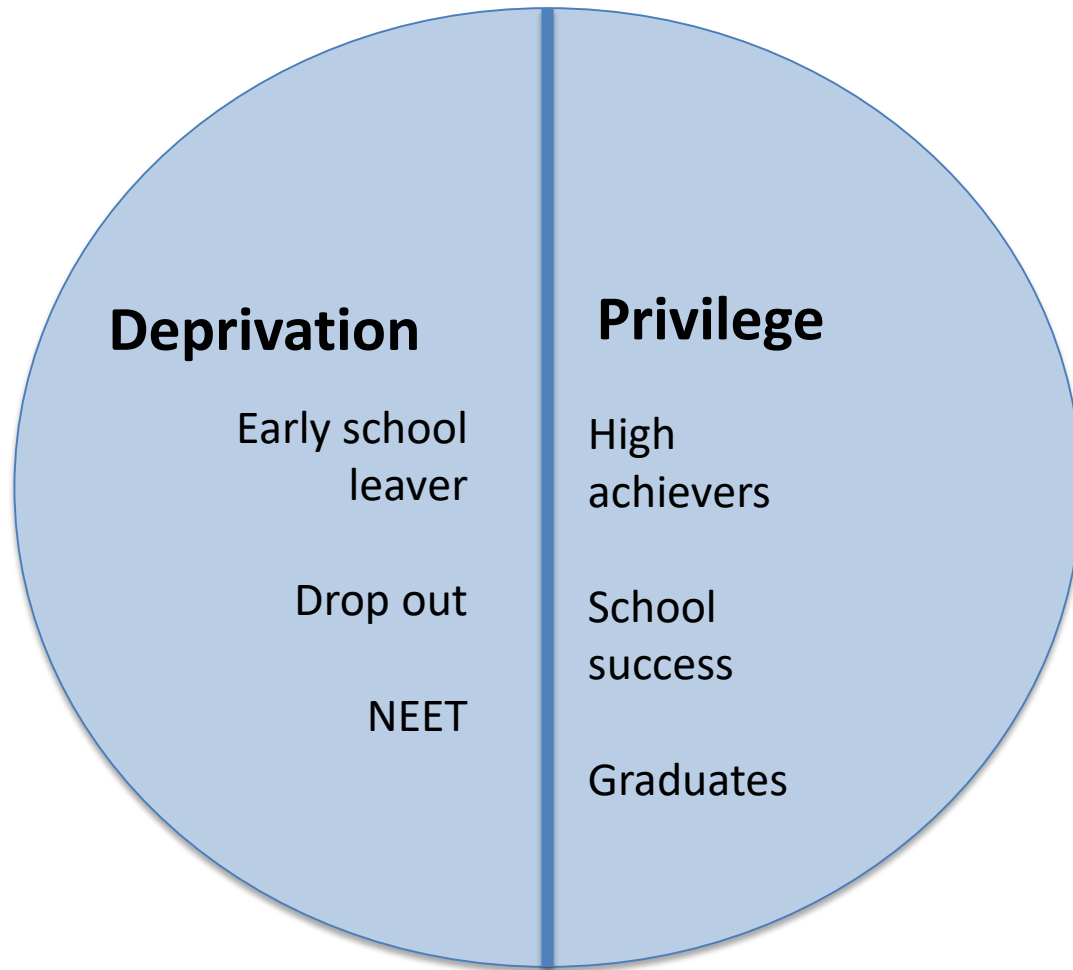 Deprivation
Early school
leaver
Drop out
NEET
Privilege
High
achievers
School
success
Graduates